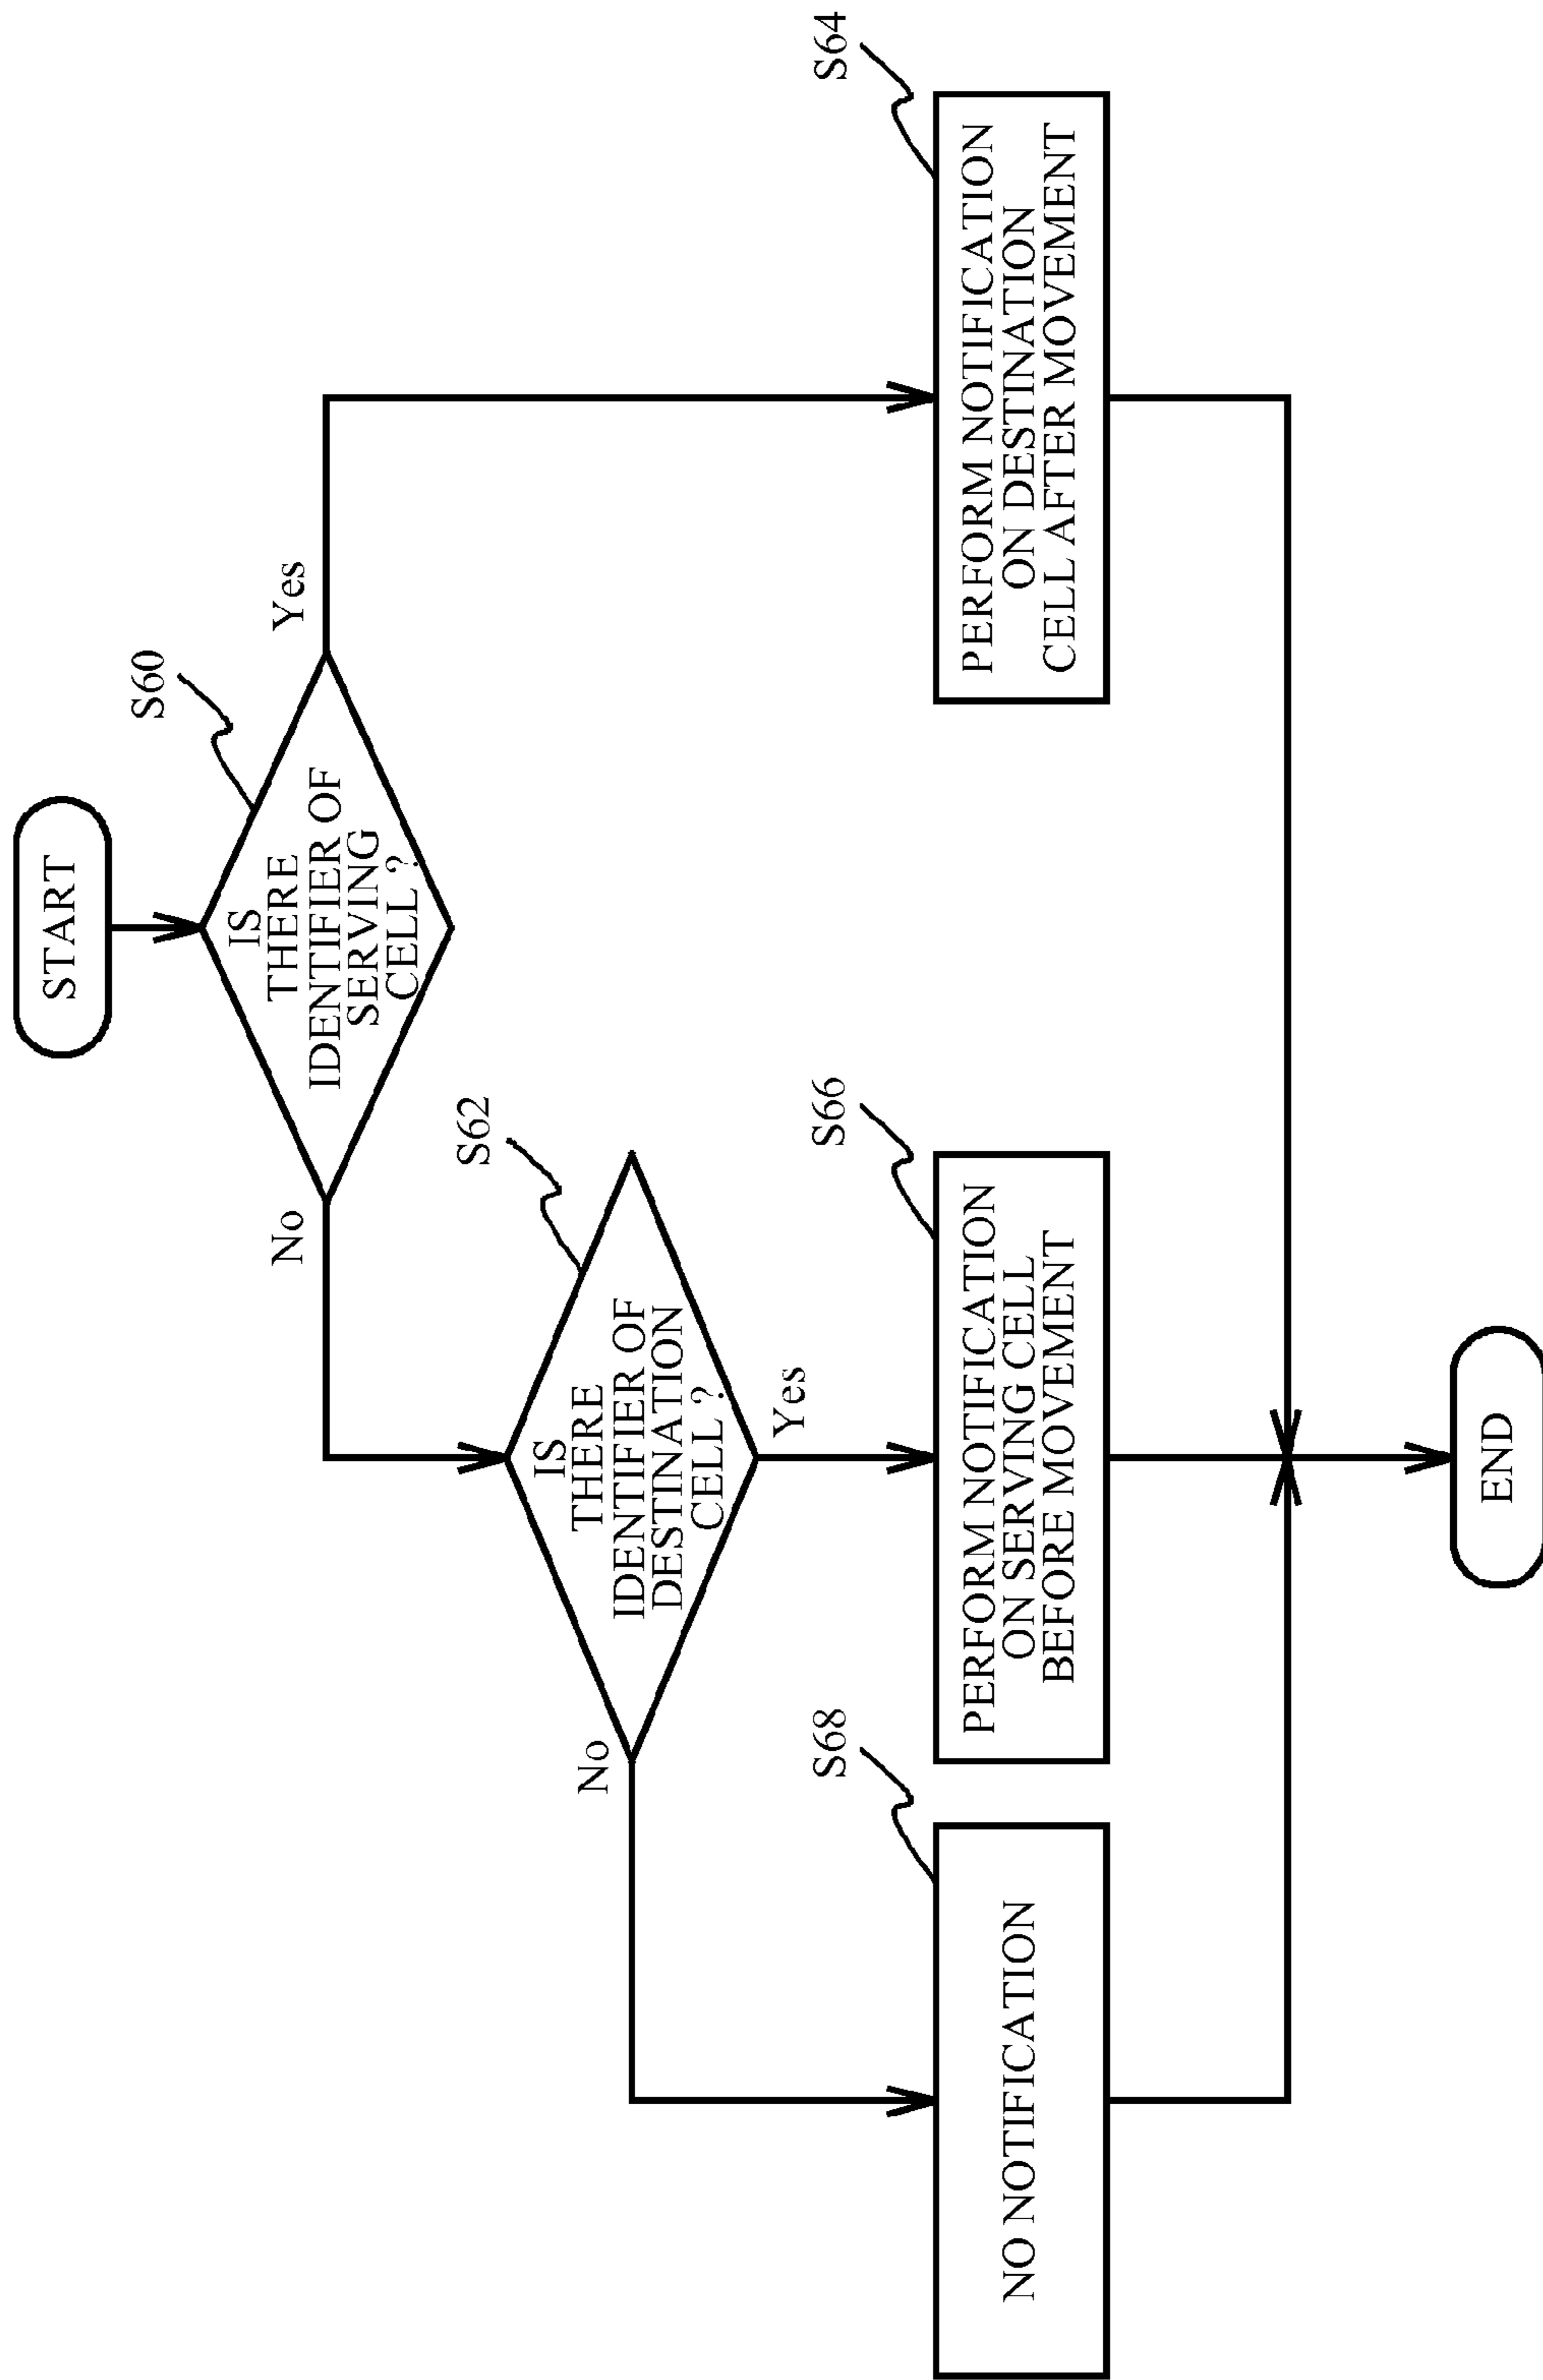 START
S60
IS
THERE
IDENTIFIER OF
SERVING
CELL ?
Yes
No
S62
IS
THERE
IDENTIFIER OF
DESTINATION
CELL ?
Yes
No
S68
NO NOTIFICATION
S66
PERFORM NOTIFICATION
ON SERVING CELL
BEFORE MOVEMENT
S64
PERFORM NOTIFICATION
ON DESTINATION
CELL AFTER MOVEMENT
END